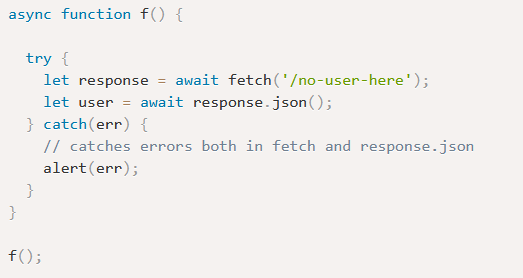 async function f() {

  try {
    let response = await fetch('/no-user-here');
    let user = await response.json();
  } catch(err) {
    // catches errors both in fetch and response.json
    alert(err);
  }
}

f();